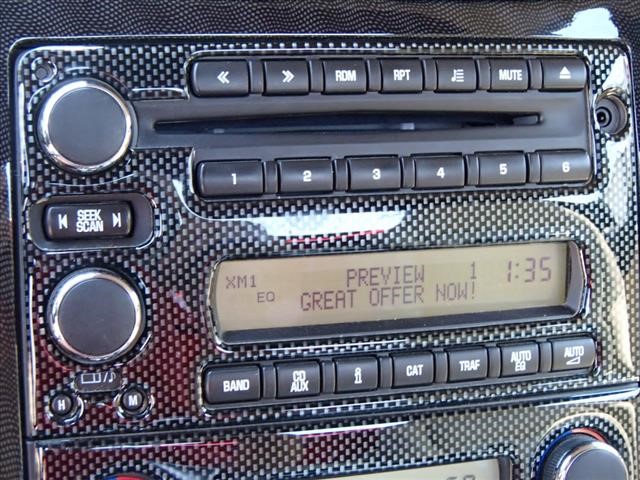 RDM RPT MUTE
1 2 3 4 5 6
SEEK
SCAN
XM1 PREVIEW 1 1:35
EQ GREAT OFFER NOW!
BAND CD AUX i CAT TRAF AUTO EQ AUTO
H M